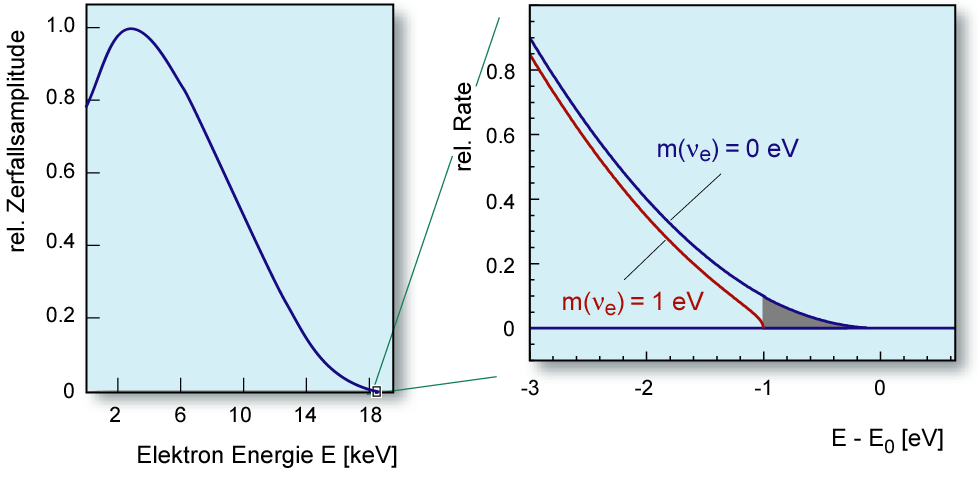 rel. Zerfallsamplitude
1.0
0.8
0.6
0.4
0.2
0
2 6 10 14 18
Elektron Energie E [keV]
rel. Rate
0.8
0.6
0.4
0.2
0
m(νe) = 0 eV
m(νe) = 1 eV
-3 -2 -1 0
E - E0 [eV]